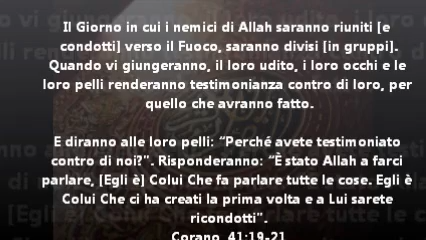 Il Giorno in cui i nemici di Allah saranno riuniti [e
condotti] verso il Fuoco, saranno divisi [in gruppi].
Quando vi giungeranno, il loro udito, i loro occhi e le
loro pelli renderanno testimonianza contro di loro, per
quello che avranno fatto.
E diranno alle loro pelli: “Perché avete testimoniato
contro di noi?”. Risponderanno: “È stato Allah a farci
parlare, [Egli è] Colui Che fa parlare tutte le cose. Egli è
Colui Che ci ha creati la prima volta e a Lui sarete
ricondotti”.
Corano, 41:19-21